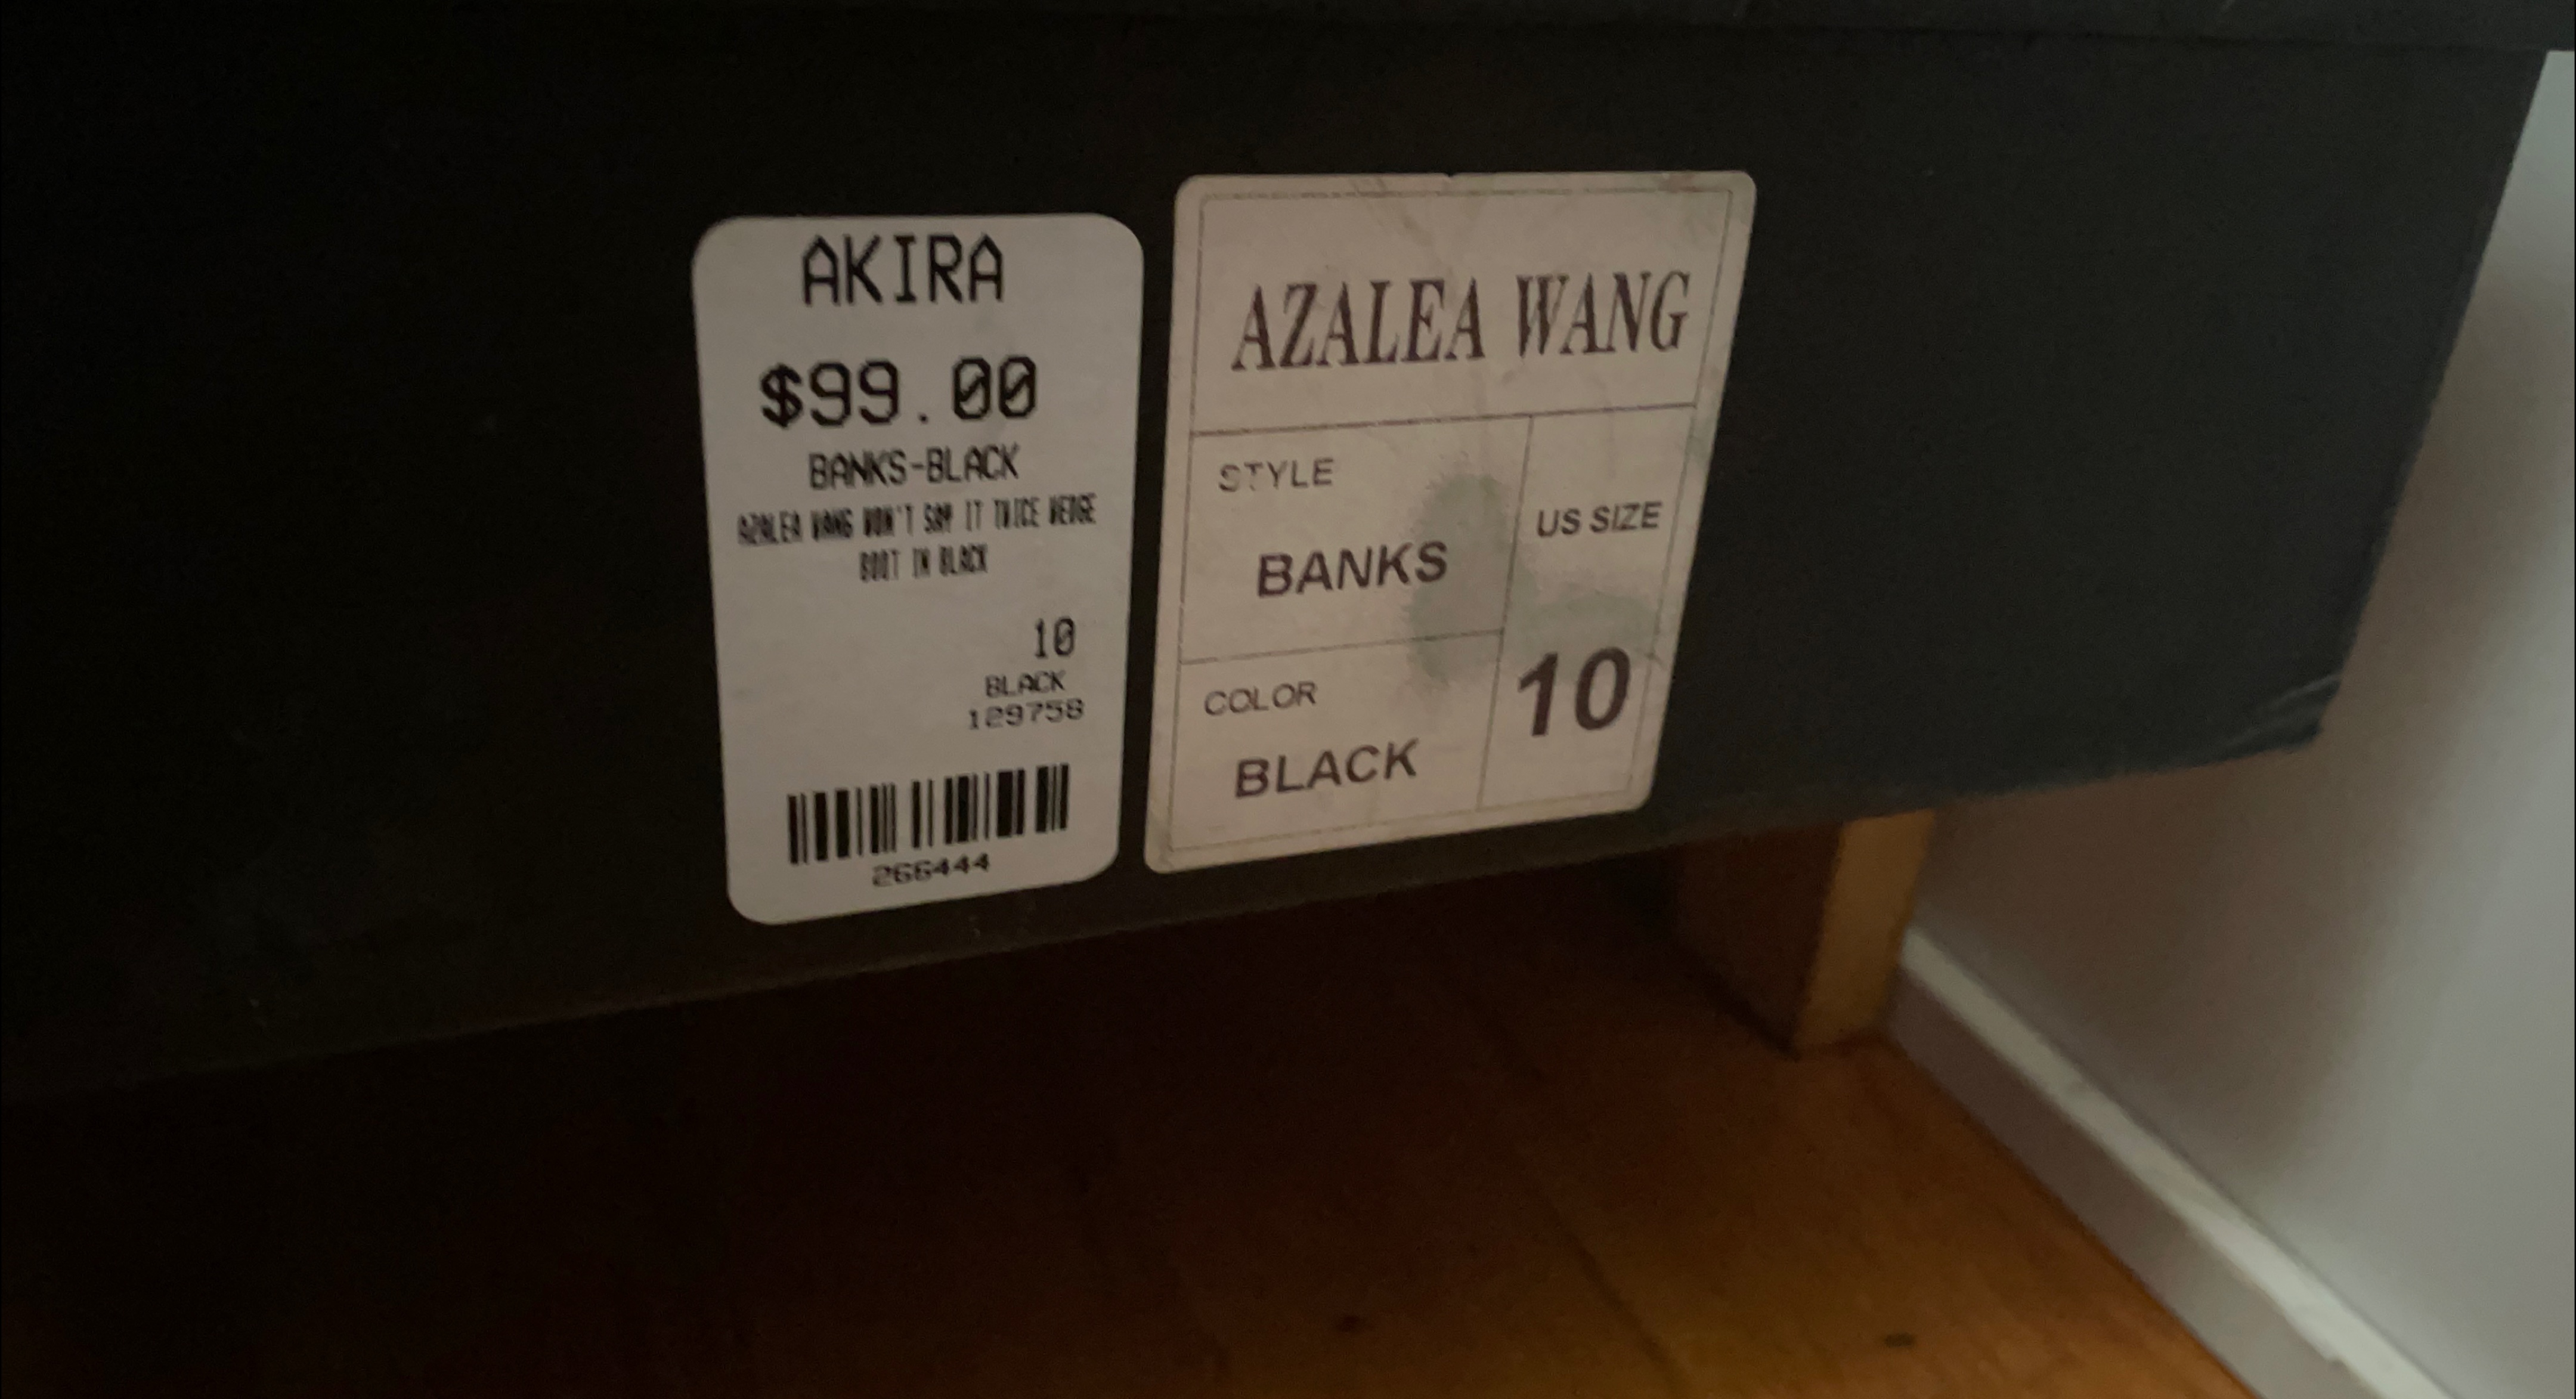 AKIRA
$99.00
BANKS-BLACK
AZALEA WANG WON'T SAY IT TWICE WEDGE
BOOT IN BLACK
10
BLACK
129758
266444
AZALEA WANG
STYLE
BANKS
US SIZE
10
COLOR
BLACK